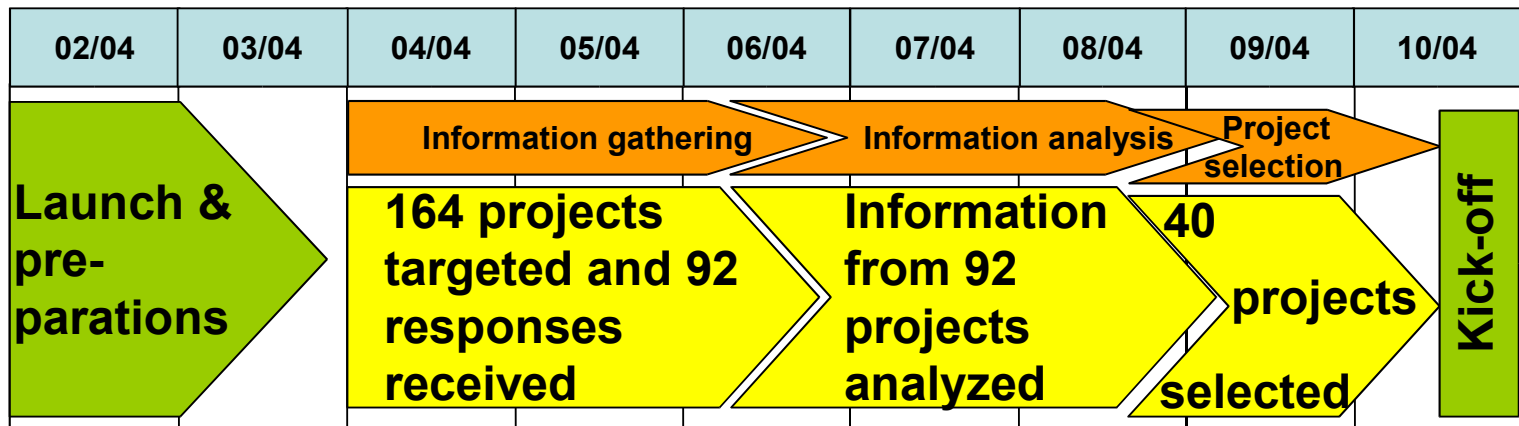 02/04 03/04 04/04 05/04 06/04 07/04 08/04 09/04 10/04
Launch &
pre-
parations
Information gathering
Information analysis
Project
selection
164 projects
targeted and 92
responses
received
Information
from 92
projects
analyzed
40
projects
selected
Kick-off